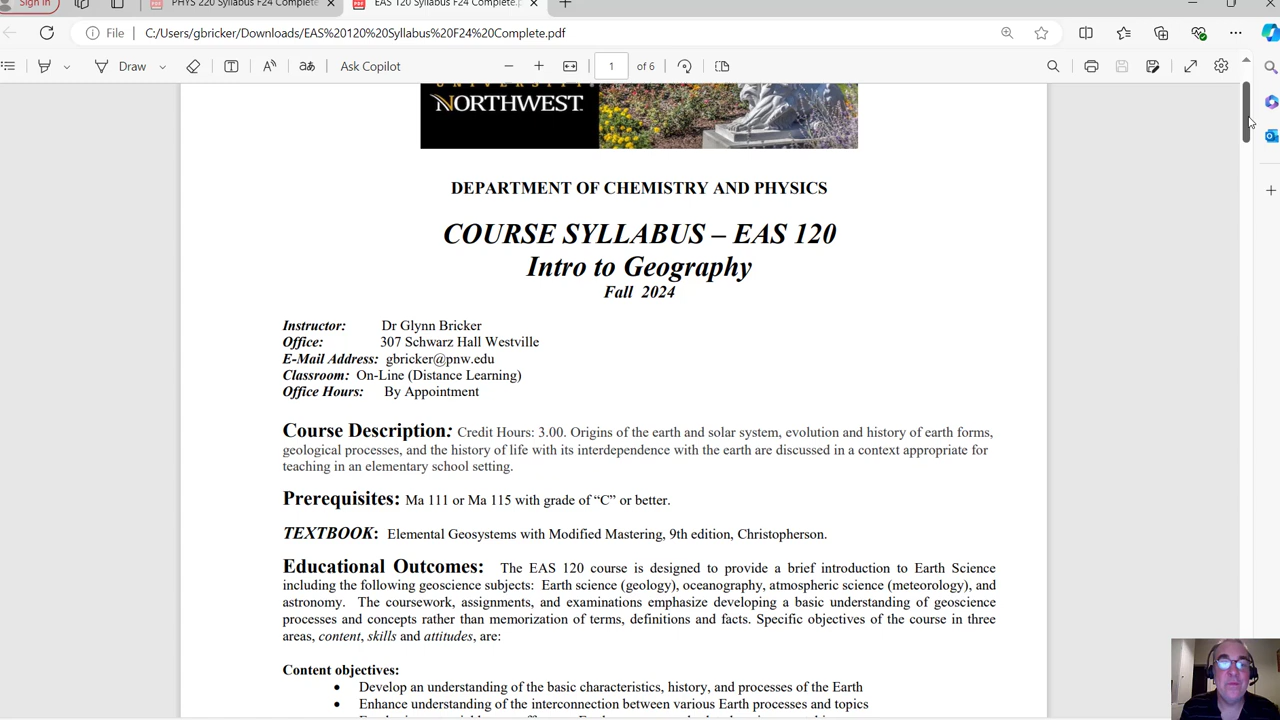 Sign in
PHYS 220 Syllabus F24 Complete
EAS 120 Syllabus F24 Complete.p
File
C:/Users/gbricker/Downloads/EAS%20120%20Syllabus%20F24%20Complete.pdf
Draw
Ask Copilot
1 of 6
NORTHWEST
DEPARTMENT OF CHEMISTRY AND PHYSICS
COURSE SYLLABUS – EAS 120
Intro to Geography
Fall 2024
Instructor: Dr Glynn Bricker
Office: 307 Schwarz Hall Westville
E-Mail Address: gbricker@pnw.edu
Classroom: On-Line (Distance Learning)
Office Hours: By Appointment
Course Description: Credit Hours: 3.00. Origins of the earth and solar system, evolution and history of earth forms,
geological processes, and the history of life with its interdependence with the earth are discussed in a context appropriate for
teaching in an elementary school setting.
Prerequisites: Ma 111 or Ma 115 with grade of “C” or better.
TEXTBOOK: Elemental Geosystems with Modified Mastering, 9th edition, Christopherson.
Educational Outcomes: The EAS 120 course is designed to provide a brief introduction to Earth Science
including the following geoscience subjects: Earth science (geology), oceanography, atmospheric science (meteorology), and
astronomy. The coursework, assignments, and examinations emphasize developing a basic understanding of geoscience
processes and concepts rather than memorization of terms, definitions and facts. Specific objectives of the course in three
areas, content, skills and attitudes, are:
Content objectives:
• Develop an understanding of the basic characteristics, history, and processes of the Earth
• Enhance understanding of the interconnection between various Earth processes and topics